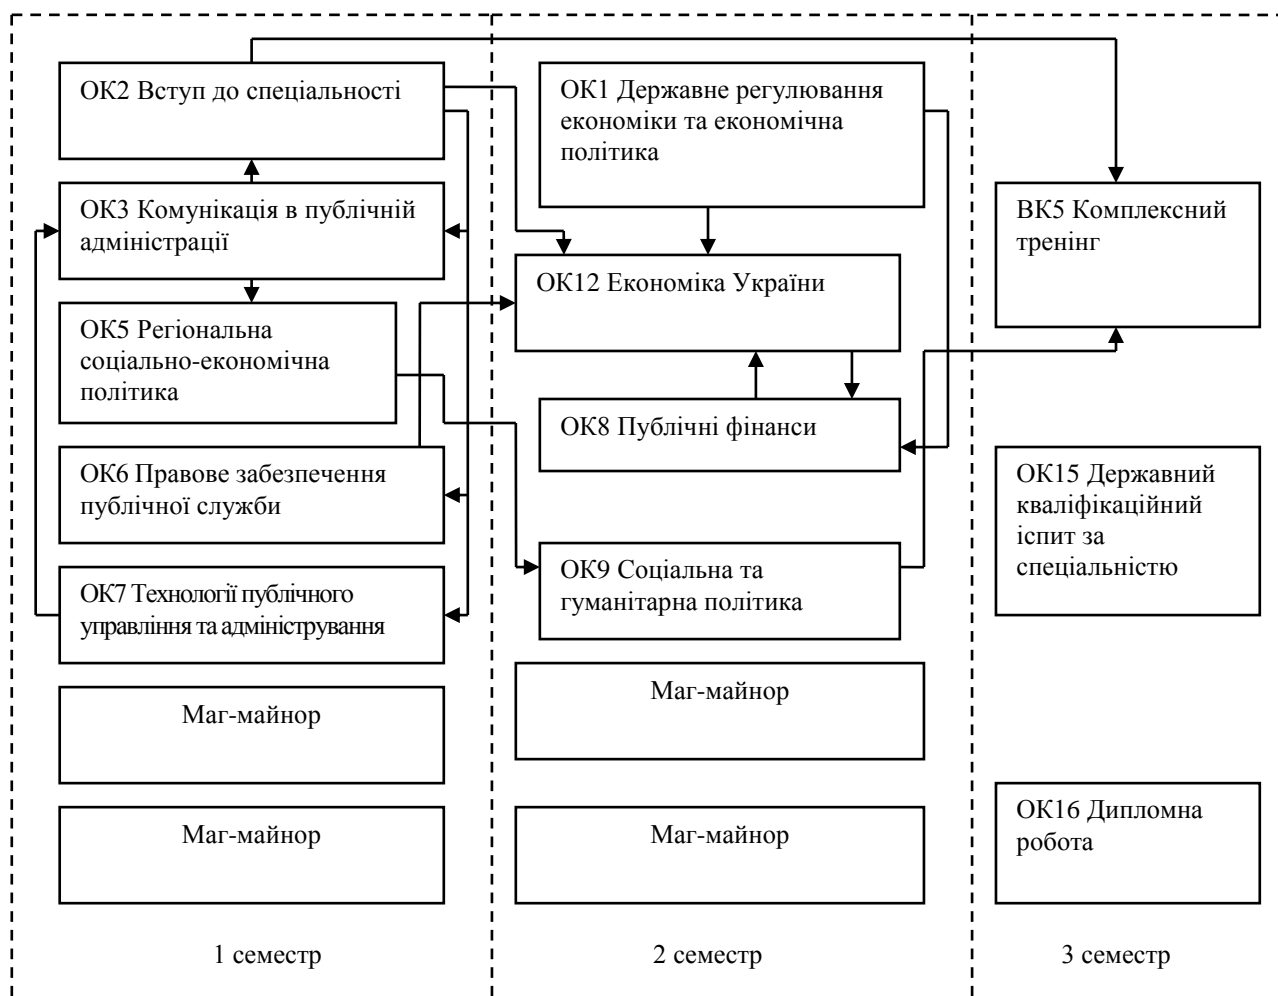 ОК2 Вступ до спеціальності
ОК3 Комунікація в публічній
адміністрації
ОК5 Регіональна
соціально-економічна
політика
ОК6 Правове забезпечення
публічної служби
ОК7 Технології публічного
управління та адміністрування
Маг-майнор
Маг-майнор
1 семестр
ОК1 Державне регулювання
економіки та економічна
політика
ОК12 Економіка України
ОК8 Публічні фінанси
ОК9 Соціальна та
гуманітарна політика
Маг-майнор
Маг-майнор
2 семестр
ВК5 Комплексний
тренінг
ОК15 Державний
кваліфікаційний
іспит за
спеціальністю
ОК16 Дипломна
робота
3 семестр